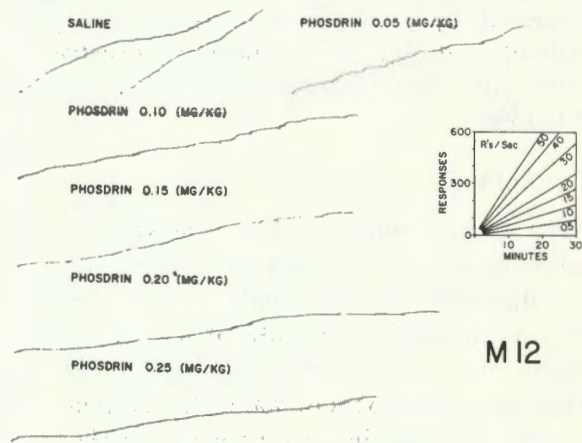 SALINE
PHOSDRIN 0.05 (MG/KG)
PHOSDRIN 0.10 (MG/KG)
PHOSDRIN 0.15 (MG/KG)
PHOSDRIN 0.20 (MG/KG)
PHOSDRIN 0.25 (MG/KG)
R's/Sec
50
40
30
20
15
10
05
600
300
0
RESPONSES
10 20 30
MINUTES
M 12